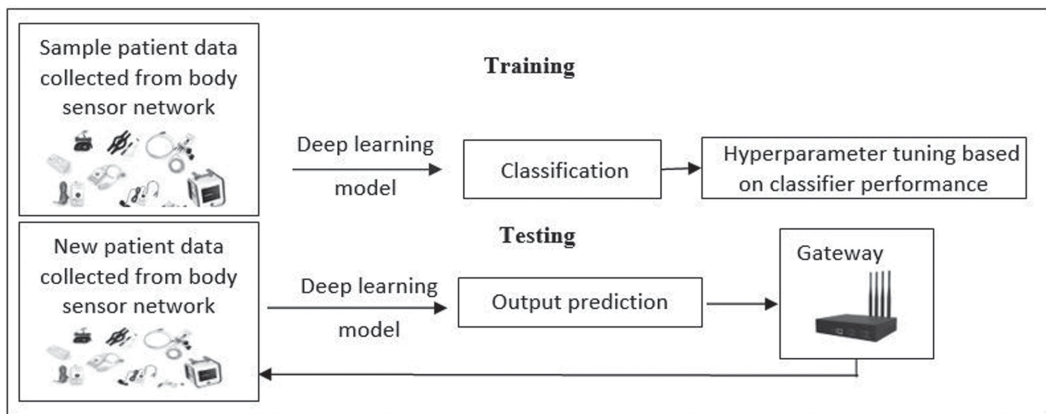 Sample patient data
collected from body
sensor network
Training
Deep learning
model
Classification
Hyperparameter tuning based
on classifier performance
New patient data
collected from body
sensor network
Testing
Deep learning
model
Output prediction
Gateway